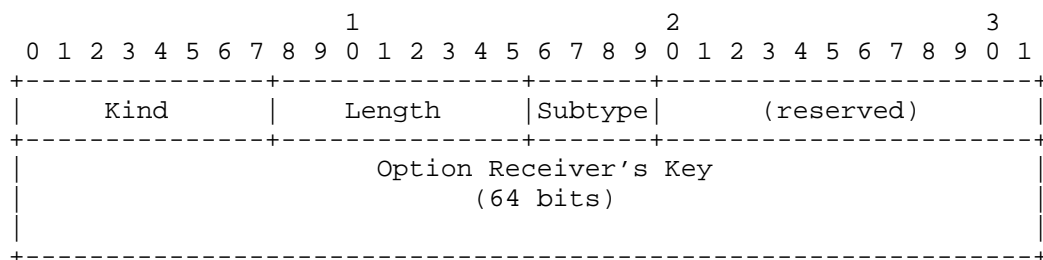 1                   2                   3
 0 1 2 3 4 5 6 7 8 9 0 1 2 3 4 5 6 7 8 9 0 1 2 3 4 5 6 7 8 9 0 1
+---------------+---------------+-------+-----------------------+
|     Kind      |    Length     |Subtype|      (reserved)       |
+---------------+---------------+-------+-----------------------+
|                      Option Receiver's Key                    |
|                            (64 bits)                          |
|                                                               |
+---------------------------------------------------------------+